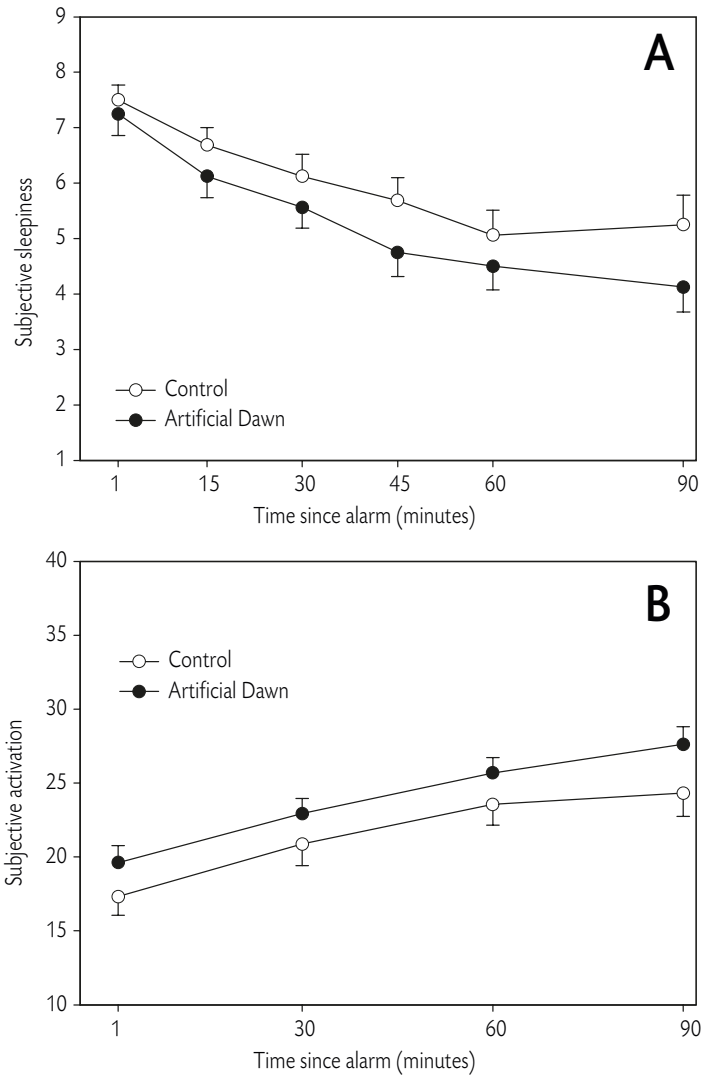 A
9
8
7
6
5
4
3
2
1
Subjective sleepiness
Control
Artificial Dawn
1 15 30 45 60 90
Time since alarm (minutes)
B
40
35
30
25
20
15
10
Subjective activation
Control
Artificial Dawn
1 30 60 90
Time since alarm (minutes)